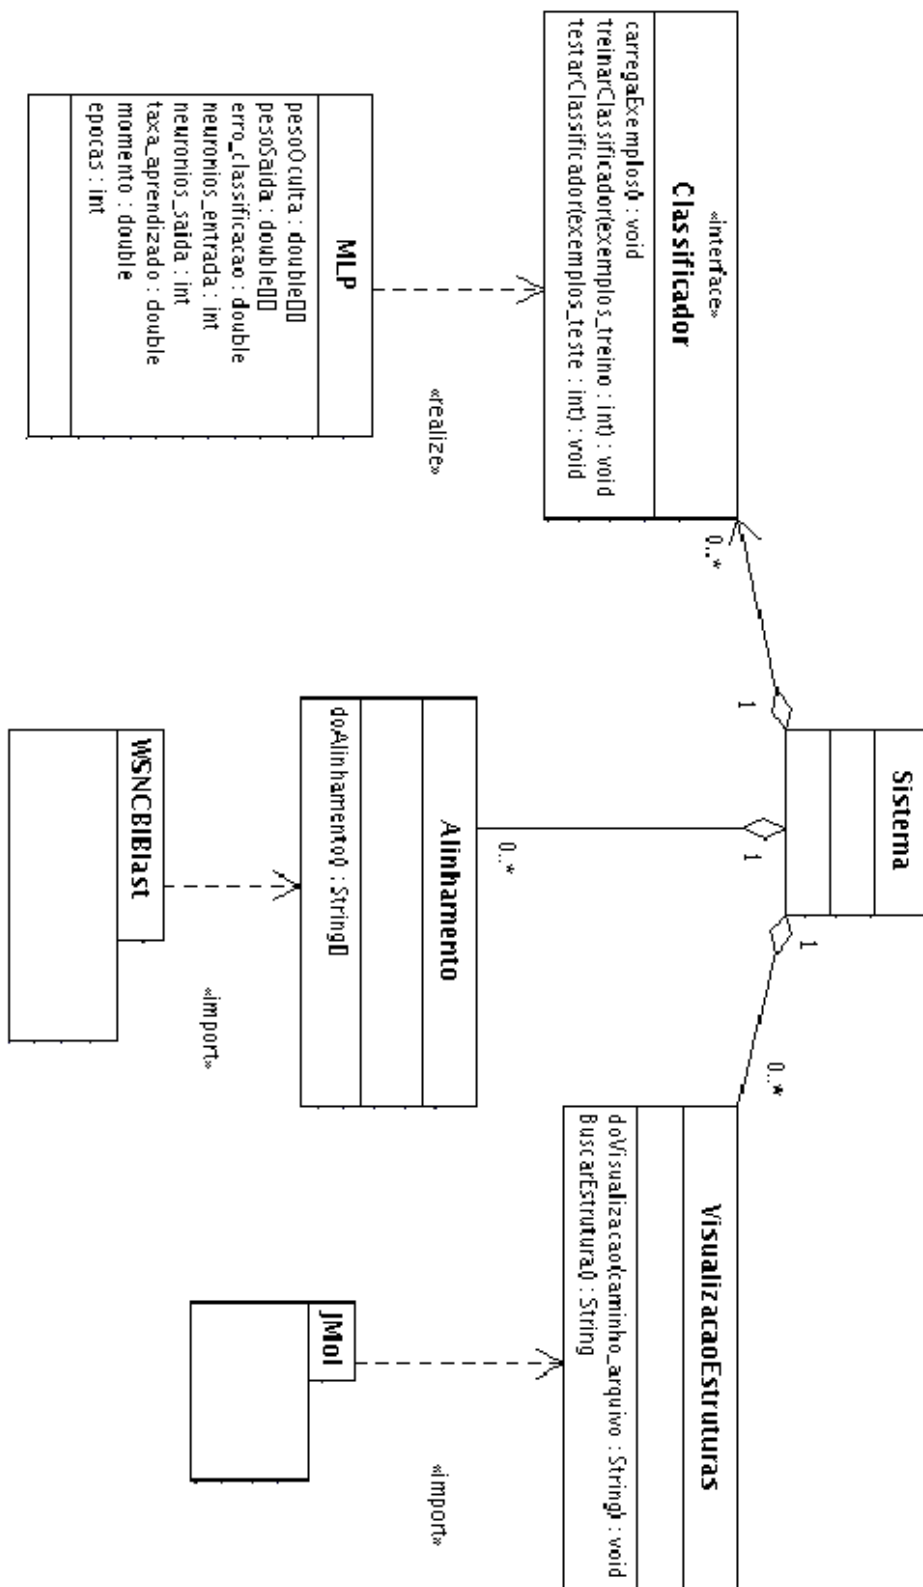 Sistema
1
1
1
0..*
0..*
0..*
«interface»
Classificador
carregaExemplos() : void
treinarClassificador(exemplos_treino : int) : void
testarClassificador(exemplos_teste : int) : void
Alinhamento
doAlinhamento() : String[]
VisualizacaoEstruturas
doVisualizacao(caminho_arquivo : String) : void
BuscarEstrutura() : String
«realize»
«import»
«import»
MLP
pesoOculta : double[][]
pesoSaida : double[][]
erro_classificacao : double
neuronios_entrada : int
neuronios_saida : int
taxa_aprendizado : double
momento : double
epocas : int
WSNCBIBlast
JMol